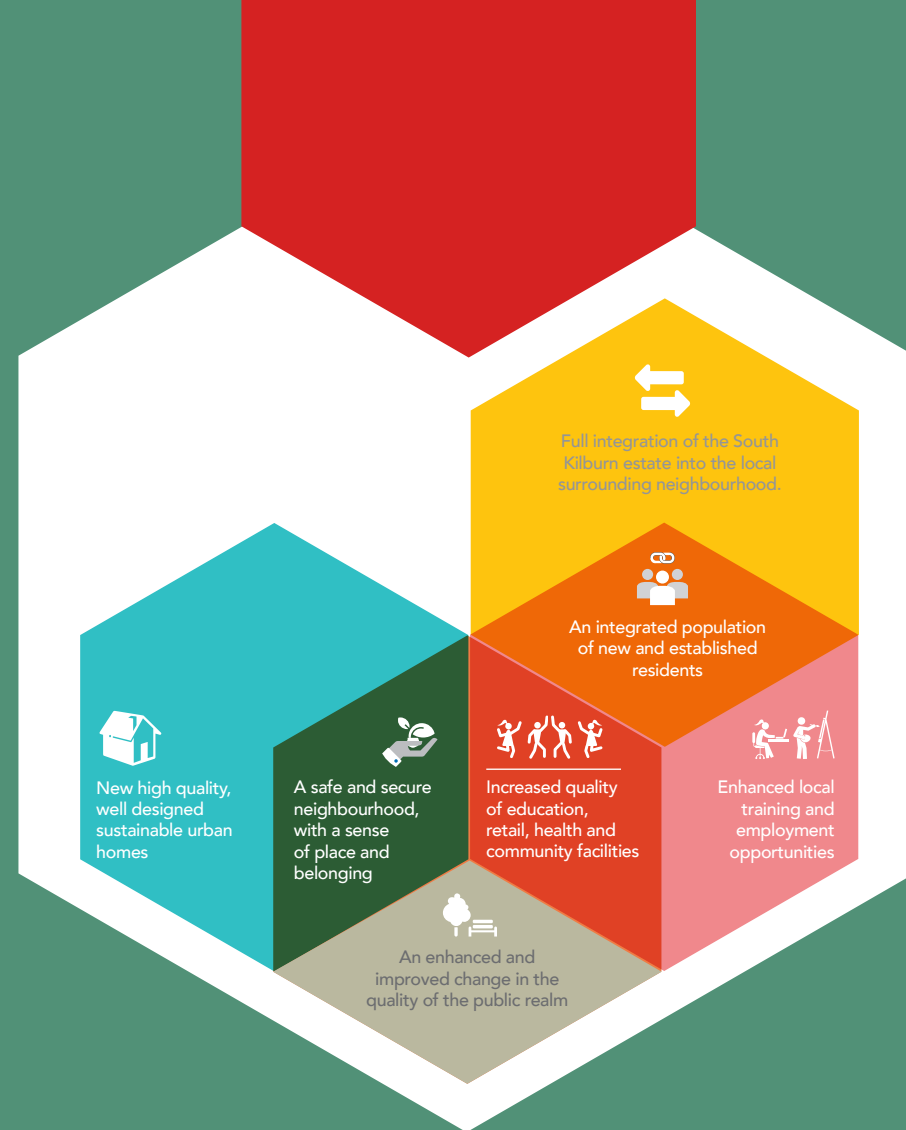 Full integration of the South
Kilburn estate into the local
surrounding neighbourhood.
An integrated population
of new and established
residents
New high quality,
well designed
sustainable urban
homes
A safe and secure
neighbourhood,
with a sense
of place and
belonging
Increased quality
of education,
retail, health and
community facilities
Enhanced local
training and
employment
opportunities
An enhanced and
improved change in the
quality of the public realm